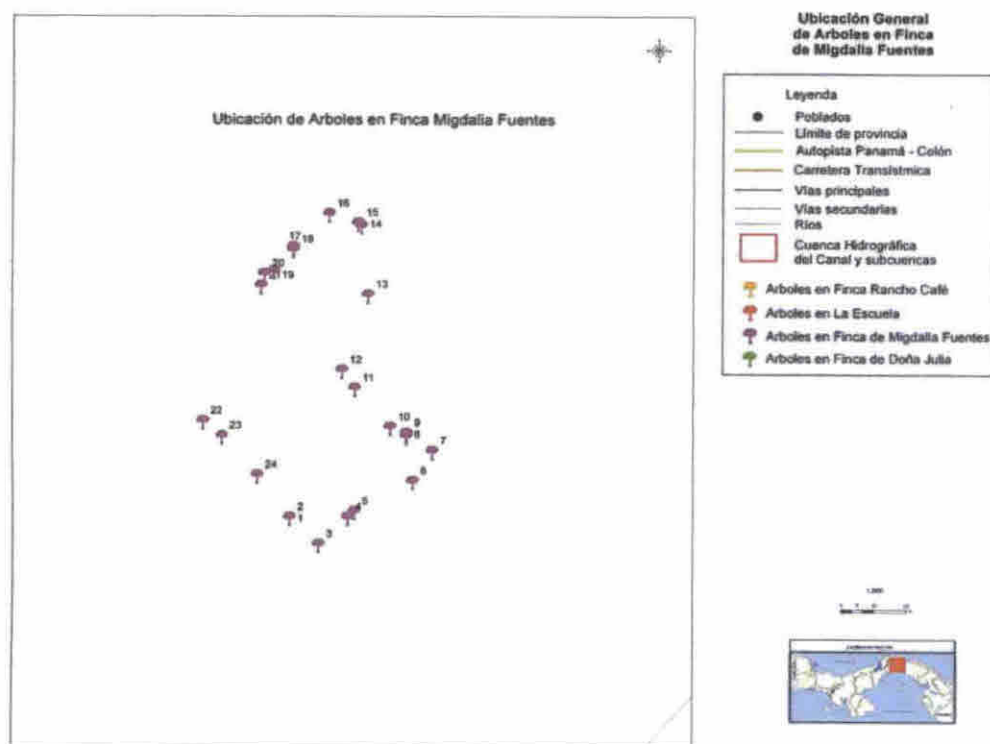 Ubicación General
de Arboles en Finca
de Migdalia Fuentes
Ubicación de Arboles en Finca Migdalia Fuentes
Leyenda
Poblados
Límite de provincia
Autopista Panamá - Colón
Carretera Transístmica
Vías principales
Vías secundarias
Ríos
Cuenca Hidrográfica
del Canal y subcuencas
Arboles en Finca Rancho Café
Arboles en La Escuela
Arboles en Finca de Migdalia Fuentes
Arboles en Finca de Doña Julia
16
15
14
17 18
20
21 19
13
12
11
10 9
8
7
6
22
23
24
2
1
5
4
3